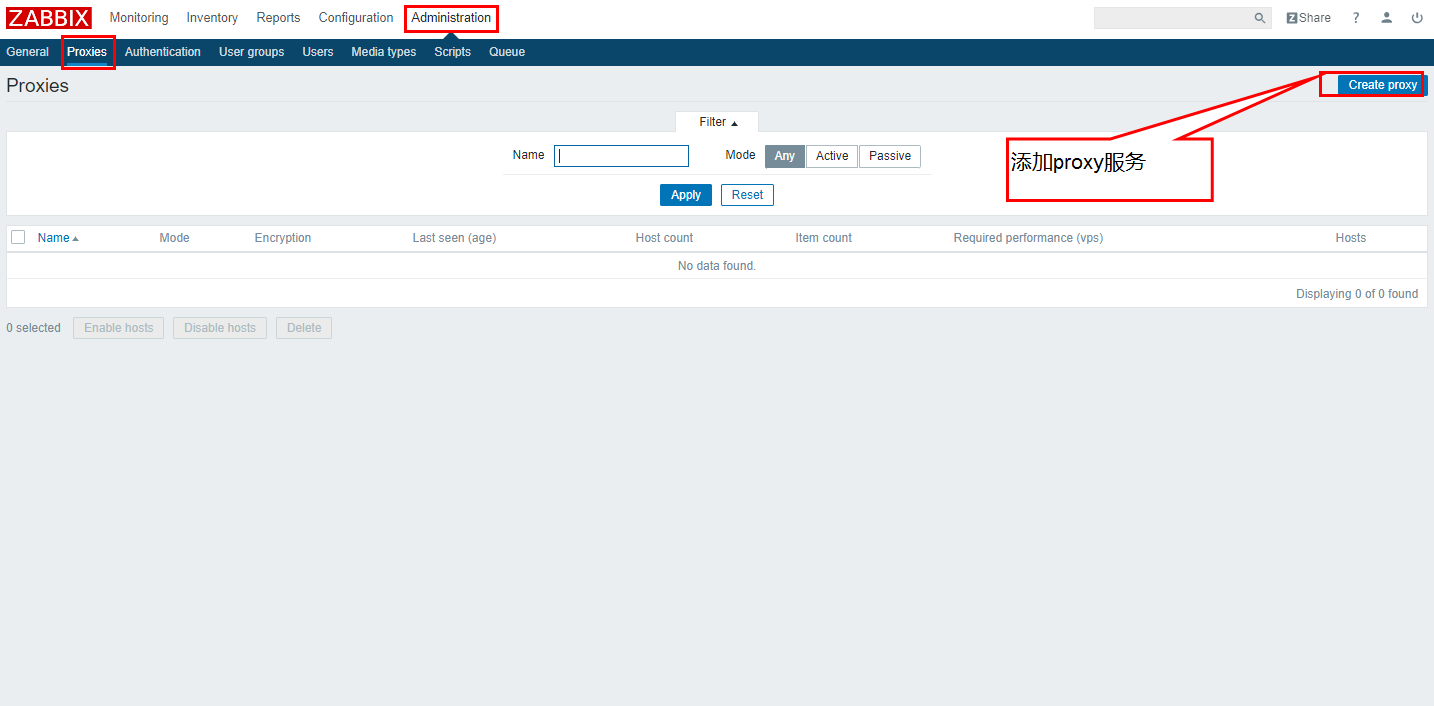 ZABBIX Monitoring Inventory Reports Configuration Administration Z Share ?
General Proxies Authentication User groups Users Media types Scripts Queue
Proxies
Create proxy
Filter
Name Mode Any Active Passive
添加proxy服务
Apply Reset
Name Mode Encryption Last seen (age) Host count Item count Required performance (vps) Hosts
No data found.
Displaying 0 of 0 found
0 selected Enable hosts Disable hosts Delete